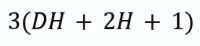 3(DH + 2H + 1)